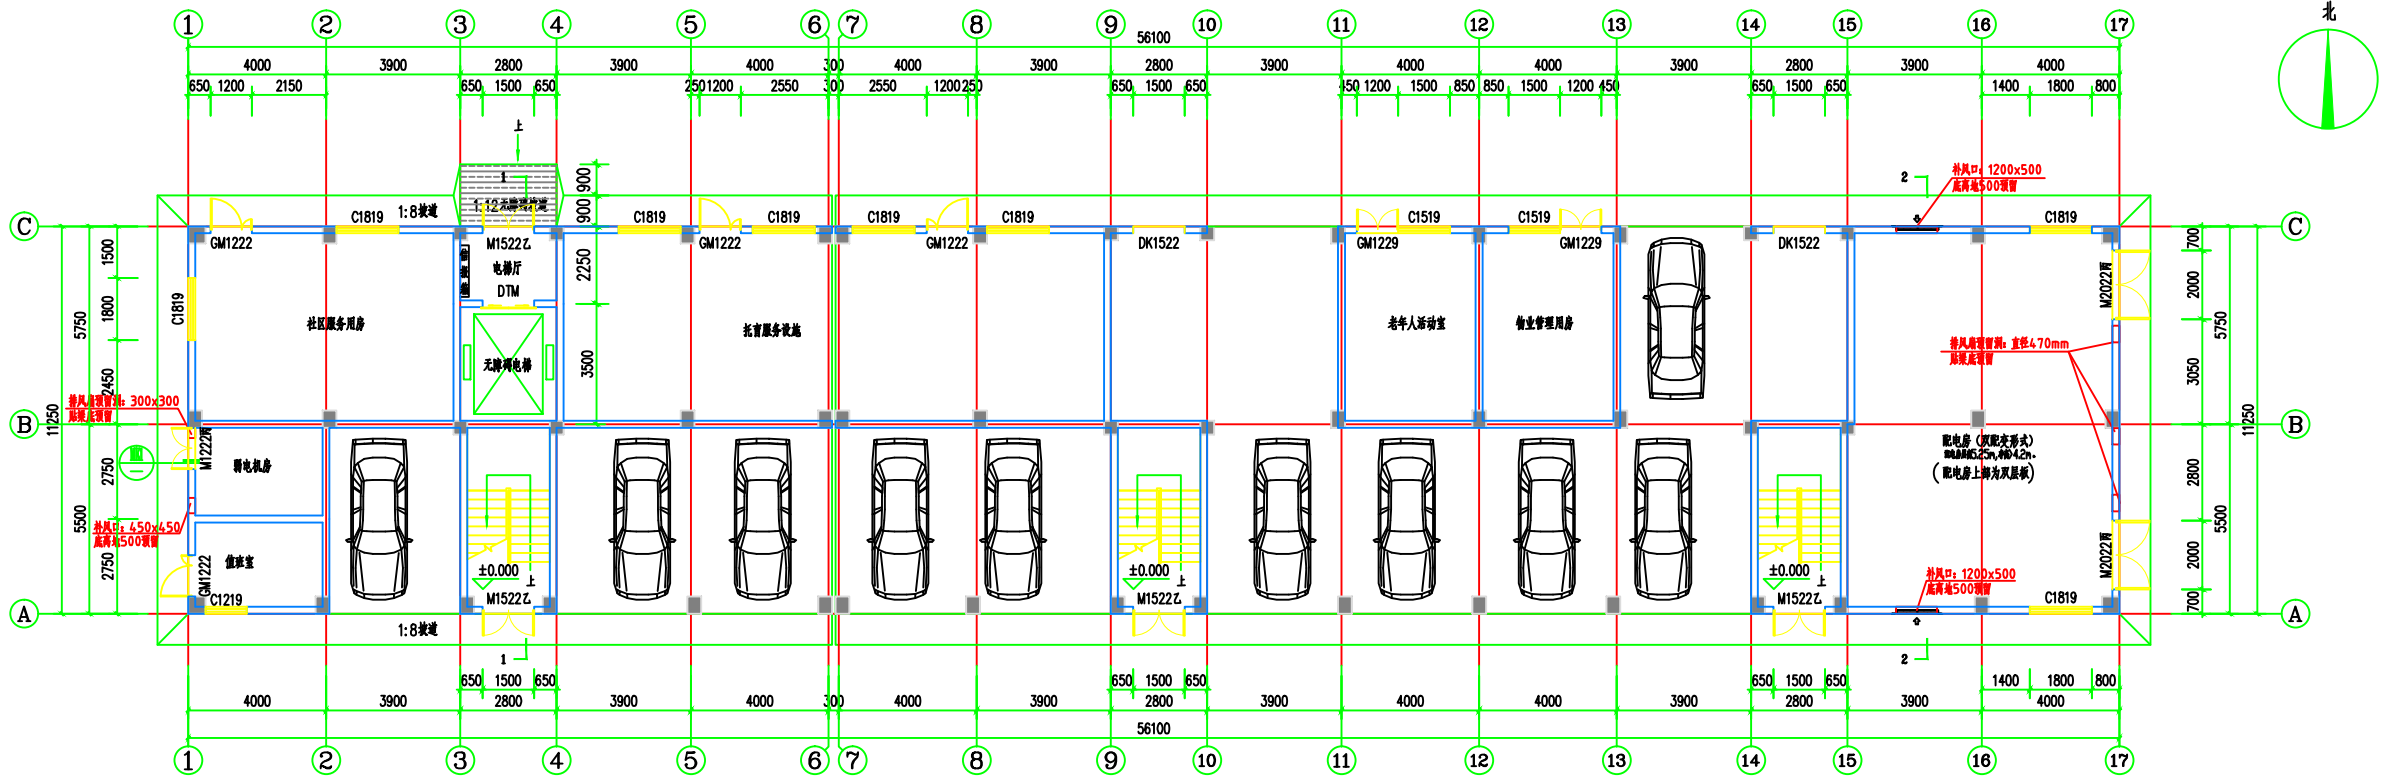 北
1 2 3 4 5 6 7 8 9 10 11 12 13 14 15 16 17
56100
4000 3900 2800 3900 4000 300 4000 3900 2800 3900 4000 4000 3900 2800 3900 4000
650 1200 2150 650 1500 650 250 1200 2550 300 2550 1200 250 650 1500 650 450 1200 1500 850 850 1500 1200 450 650 1500 650 1400 1800 800
上
900
900
1
1:12无障碍坡道
1:8坡道
2
补风口: 1200x500
底离地500预留
C1819 C1819 C1819 C1819 C1819 C1519 C1519 C1819
C C
GM1222 M1522乙 GM1222 GM1222 DK1522 GM1229 GM1229 DK1522
1500
1800
2450
5750
11250
C1819
电梯厅
DTM
2250
3500
社区服务用房
无障碍电梯
托育服务设施
老年人活动室
物业管理用房
M2022丙
700
2000
3050
5750
11250
排风扇预留洞: 直径470mm
贴梁底预留
排风扇预留洞: 300x300
贴梁底预留
B B
M1222丙
弱电机房
2750
5500
2750
补风口: 450x450
底离地500预留
配电房 (双配变形式)
(配电房上部为双层板)
2800
5500
2000
700
M2022丙
值班室
GM1222
C1219
±0.000 ±0.000 ±0.000
上 上 上
M1522乙 M1522乙 M1522乙
补风口: 1200x500
底离地500预留
C1819
A A
1:8坡道
1
2
650 1500 650 650 1500 650 650 1500 650 1400 1800 800
4000 3900 2800 3900 4000 300 4000 3900 2800 3900 4000 4000 3900 2800 3900 4000
56100
1 2 3 4 5 6 7 8 9 10 11 12 13 14 15 16 17